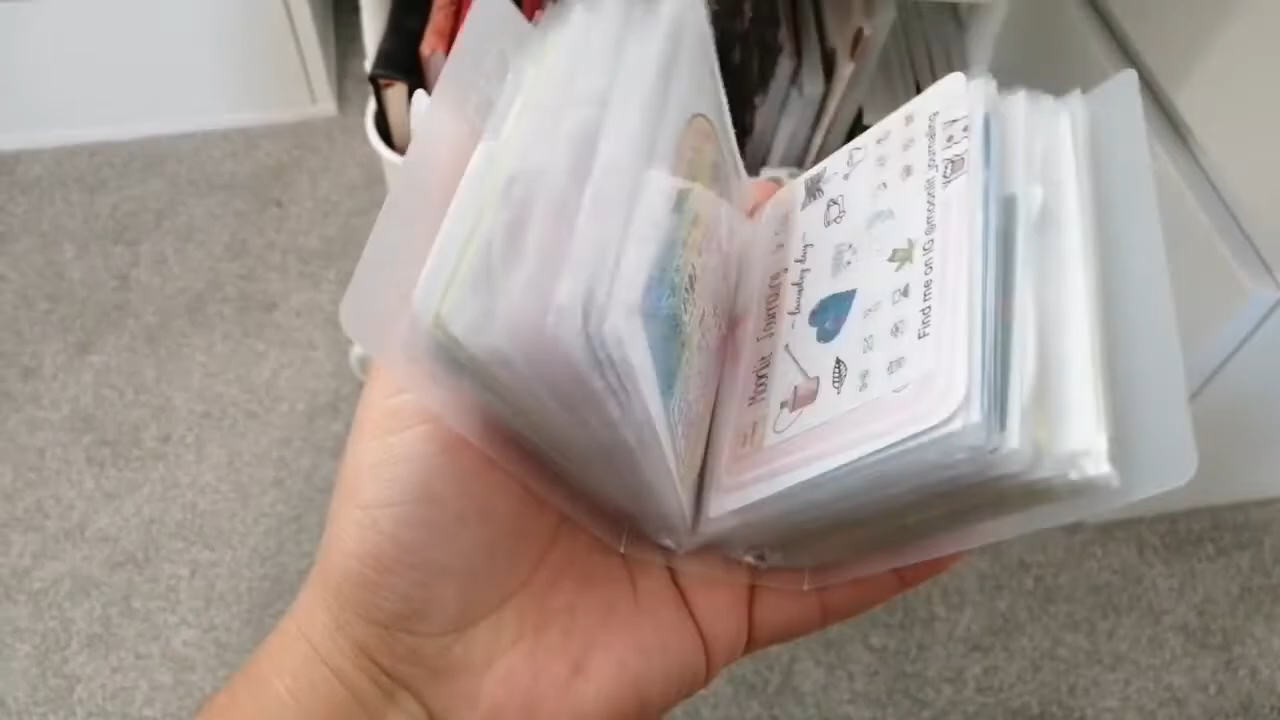 Moonlit Journaling
~ laundry day ~
Find me on IG @moonlit_journaling